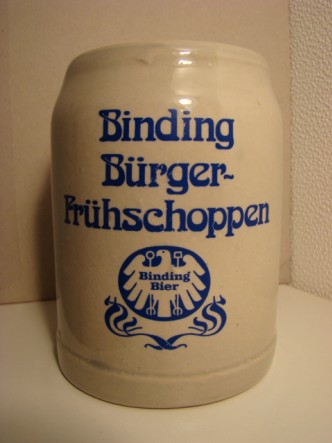 Binding
Bürger-
Frühschoppen
Binding
Bier